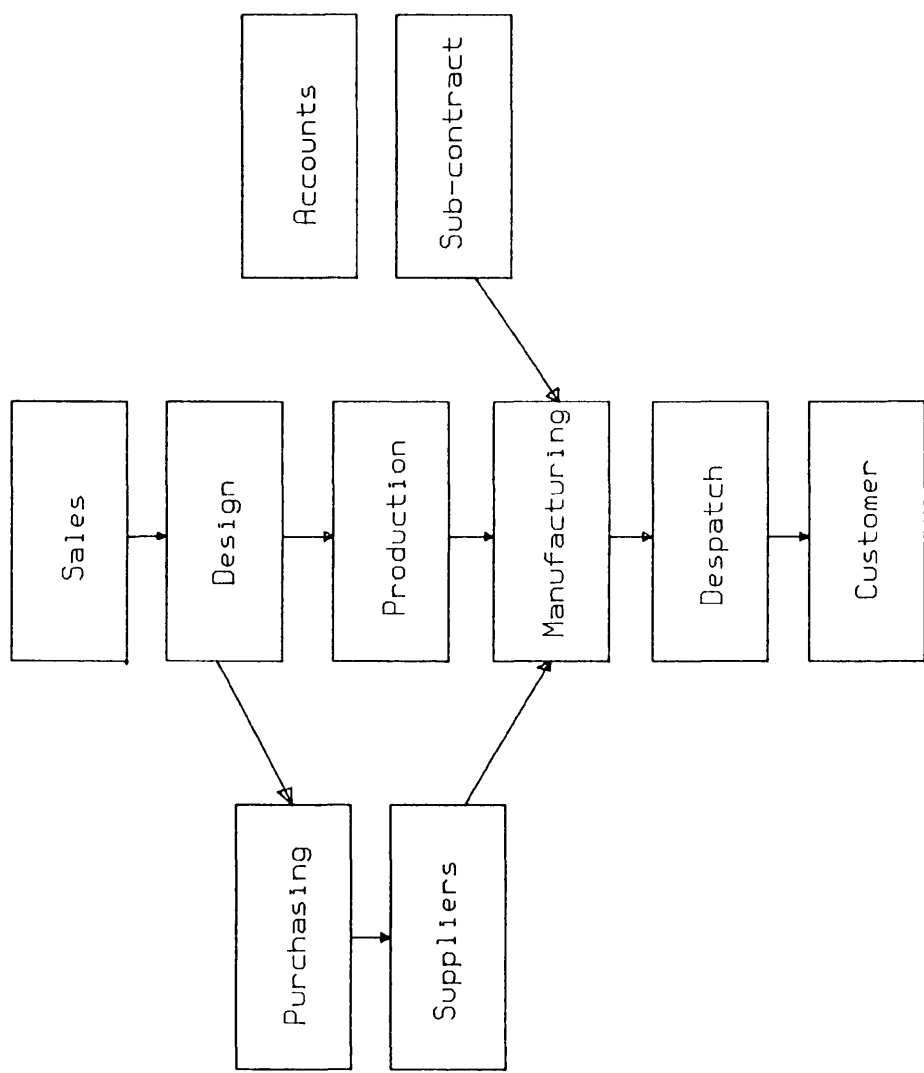 Sales
Design
Production
Manufacturing
Despatch
Customer
Purchasing
Suppliers
Accounts
Sub-contract